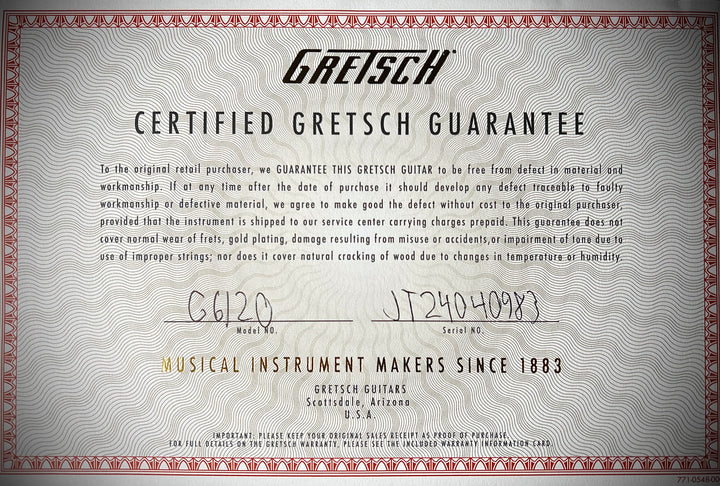 GRETSCH®
CERTIFIED GRETSCH GUARANTEE
To the original retail purchaser, we GUARANTEE THIS GRETSCH GUITAR to be free from defect in material and
workmanship. If at any time after the date of purchase it should develop any defect traceable to faulty
workmanship or defective material, we agree to make good the defect without cost to the original purchaser,
provided that the instrument is shipped to our service center carrying charges prepaid. This guarantee does not
cover normal wear of frets, gold plating, damage resulting from misuse or accidents,or impairment of tone due to
use of improper strings; nor does it cover natural cracking of wood due to changes in temperature or humidity.
G6120 JT24040983
Model NO. Serial NO.
MUSICAL INSTRUMENT MAKERS SINCE 1883
GRETSCH GUITARS
Scottsdale, Arizona
U.S.A.
IMPORTANT: PLEASE KEEP YOUR ORIGINAL SALES RECEIPT AS PROOF OF PURCHASE.
FOR FULL DETAILS ON THE GRETSCH WARRANTY, PLEASE SEE THE INCLUDED WARRANTY INFORMATION CARD.
771-0548-00